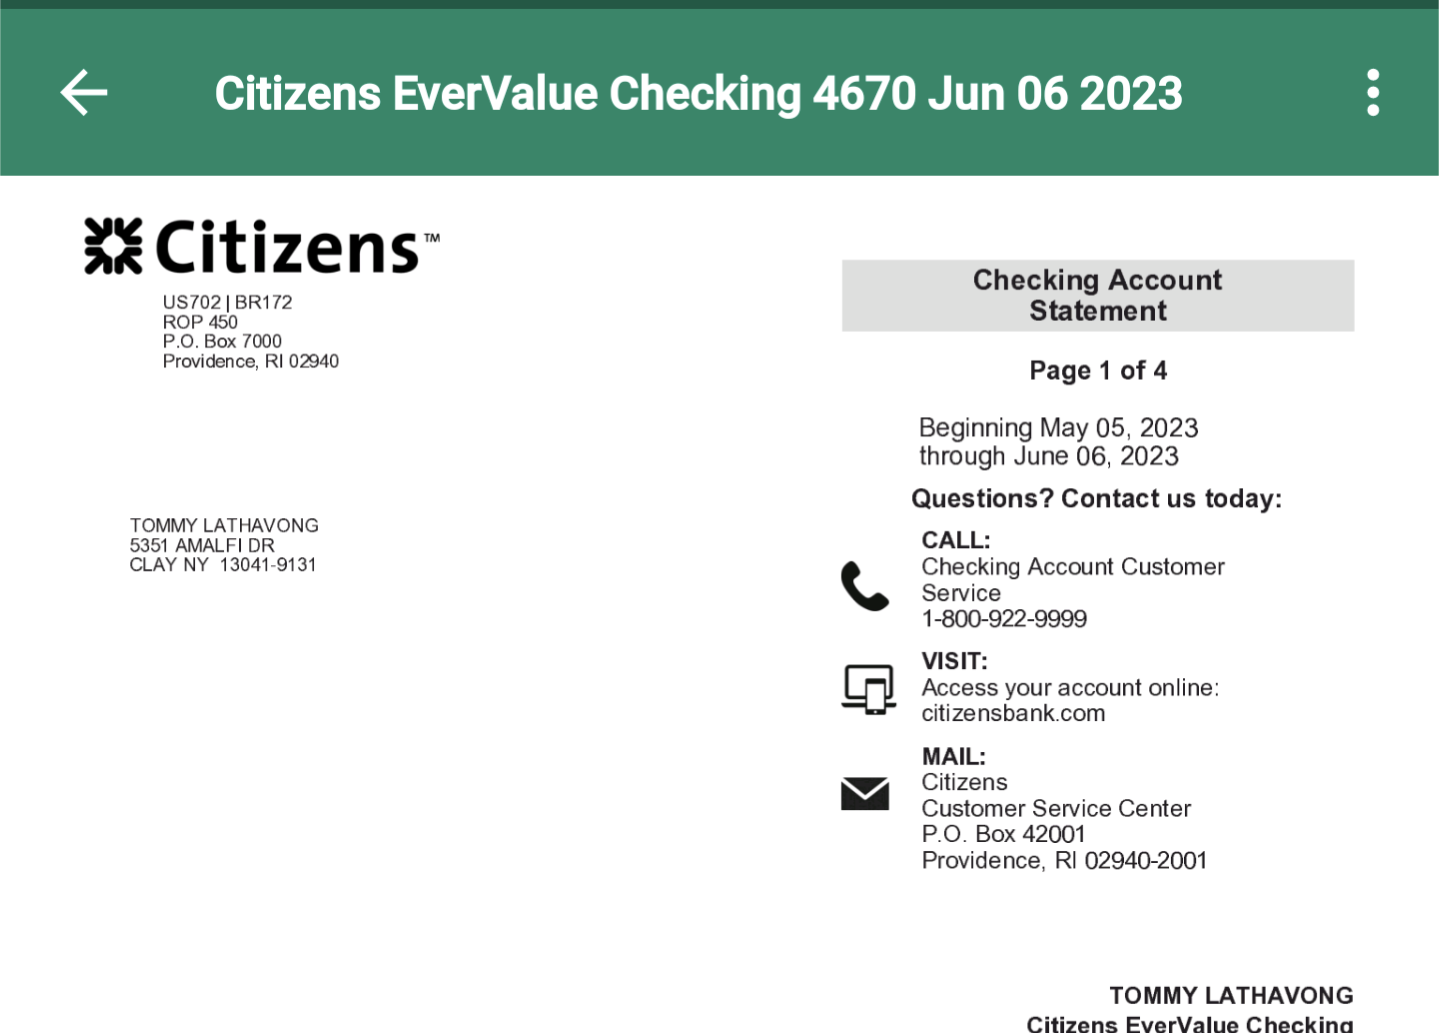 Citizens EverValue Checking 4670 Jun 06 2023
Citizens™
US702 | BR172
ROP 450
P.O. Box 7000
Providence, RI 02940
Checking Account
Statement
Page 1 of 4
Beginning May 05, 2023
through June 06, 2023
Questions? Contact us today:
TOMMY LATHAVONG
5351 AMALFI DR
CLAY NY 13041-9131
CALL:
Checking Account Customer
Service
1-800-922-9999
VISIT:
Access your account online:
citizensbank.com
MAIL:
Citizens
Customer Service Center
P.O. Box 42001
Providence, RI 02940-2001
TOMMY LATHAVONG
Citizens EverValue Checking